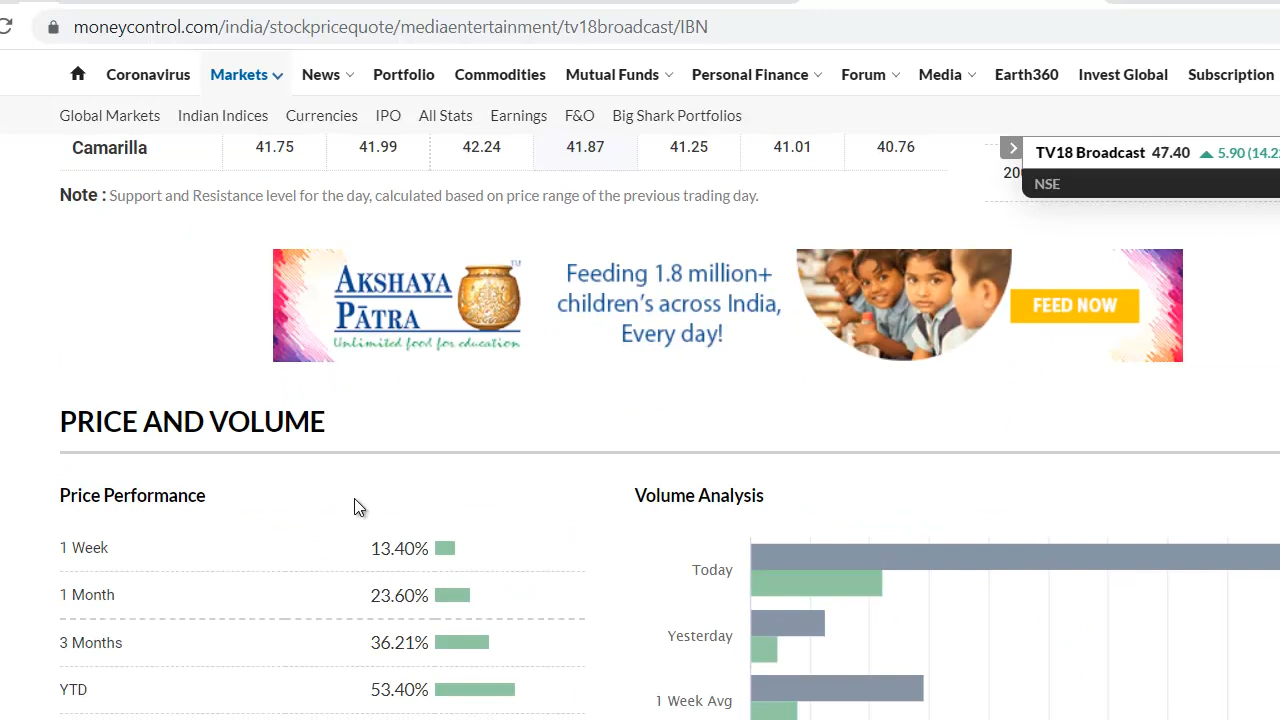 moneycontrol.com/india/stockpricequote/mediaentertainment/tv18broadcast/IBN
Coronavirus Markets News Portfolio Commodities Mutual Funds Personal Finance Forum Media Earth360 Invest Global Subscription
Global Markets Indian Indices Currencies IPO All Stats Earnings F&O Big Shark Portfolios
Camarilla 41.75 41.99 42.24 41.87 41.25 41.01 40.76
TV18 Broadcast 47.40 5.90 (14.2
20
NSE
Note : Support and Resistance level for the day, calculated based on price range of the previous trading day.
AKSHAYA
PĀTRA
TM
Unlimited food for education
Feeding 1.8 million+
children's across India,
Every day!
FEED NOW
PRICE AND VOLUME
Price Performance
1 Week 13.40%
1 Month 23.60%
3 Months 36.21%
YTD 53.40%
Volume Analysis
Today
Yesterday
1 Week Avg